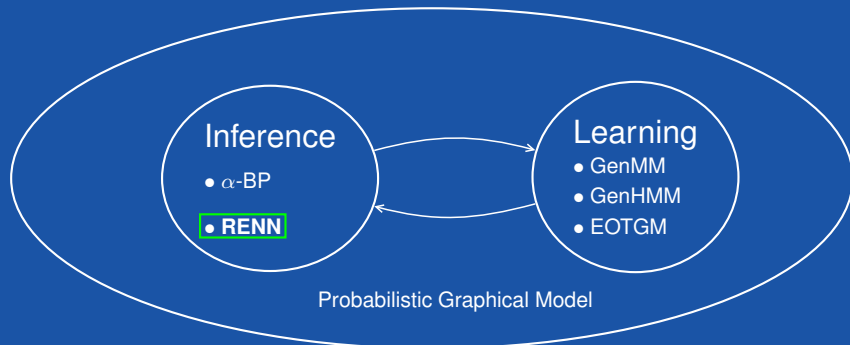 Inference
• α-BP
• RENN
Learning
• GenMM
• GenHMM
• EOTGM
Probabilistic Graphical Model